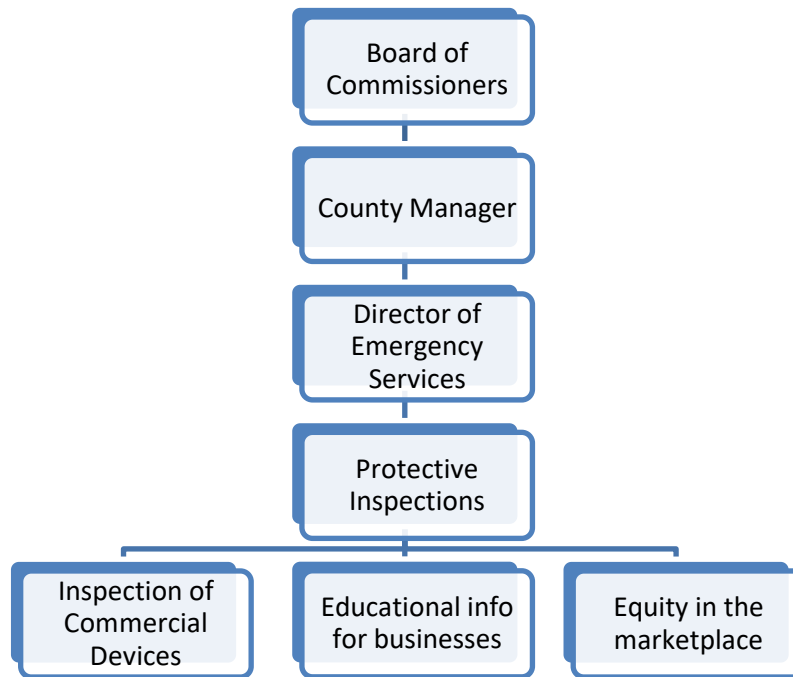 Board of
Commissioners
County Manager
Director of
Emergency
Services
Protective
Inspections
Inspection of
Commercial
Devices
Educational info
for businesses
Equity in the
marketplace